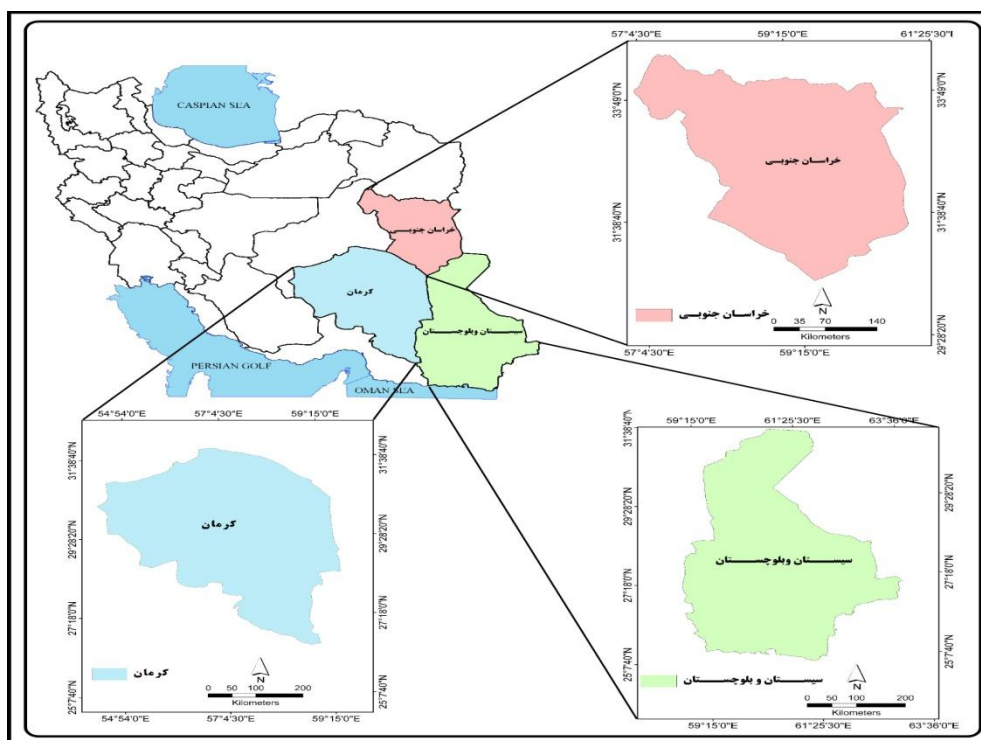 CASPIAN SEA
خراسان جنوبی
کرمان
سیستان وبلوچستان
PERSIAN GOLF
OMAN SEA
57°4'30"E 59°15'0"E 61°25'30"I
33°49'0"N
33°49'0"N
خراسان جنوبی
31°38'40"N
31°38'40"N
29°28'20"N
خراسان جنوبی
N
0 35 70 140
Kilometers
57°4'30"E 59°15'0"E
54°54'0"E 57°4'30"E 59°15'0"E
31°38'40"N
31°38'40"N
کرمان
29°28'20"N
29°28'20"N
27°18'0"N
27°18'0"N
25°7'40"N
25°7'40"N
کرمان
N
0 50 100 200
Kilometers
54°54'0"E 57°4'30"E 59°15'0"E
59°15'0"E 61°25'30"E 63°36'0"E
31°38'40"N
29°28'20"N
29°28'20"N
سیستان وبلوچستان
27°18'0"N
27°18'0"N
25°7'40"N
25°7'40"N
سیستان و بلوچستان
N
0 50 100 200
Kilometers
59°15'0"E 61°25'30"E 63°36'0"E